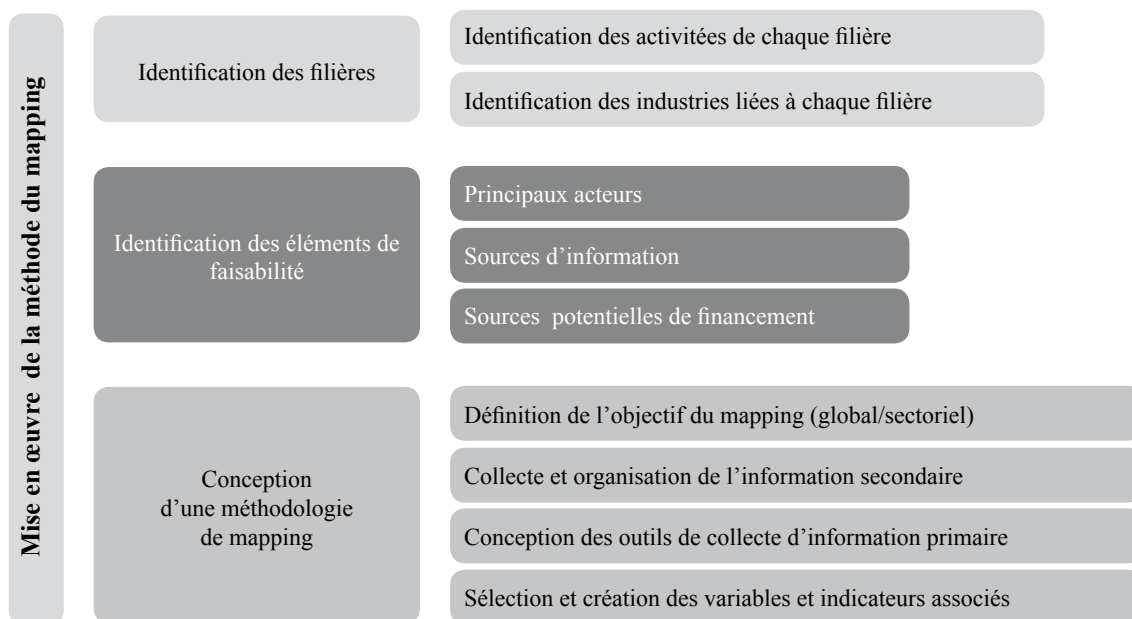 Mise en œuvre de la méthode du mapping
Identification des filières
Identification des activitées de chaque filière
Identification des industries liées à chaque filière
Identification des éléments de
faisabilité
Principaux acteurs
Sources d’information
Sources potentielles de financement
Conception
d’une méthodologie
de mapping
Définition de l’objectif du mapping (global/sectoriel)
Collecte et organisation de l’information secondaire
Conception des outils de collecte d’information primaire
Sélection et création des variables et indicateurs associés